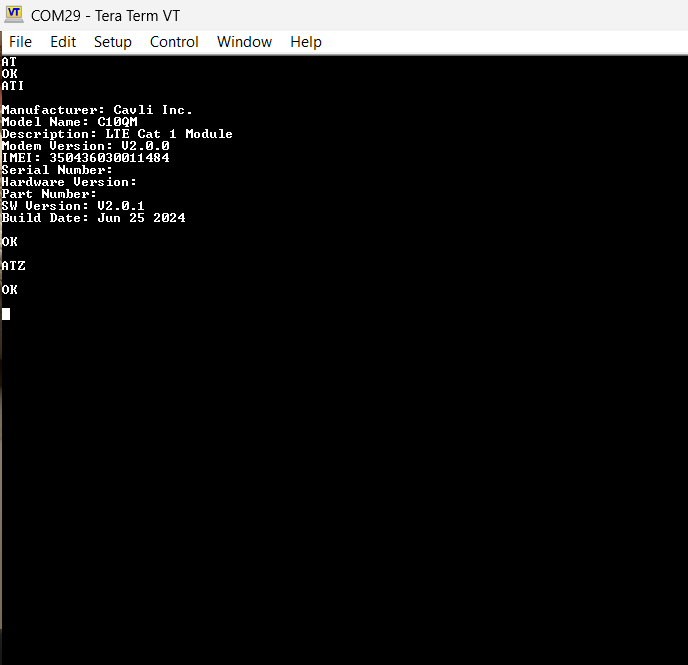 VT
COM29 - Tera Term VT
File Edit Setup Control Window Help
AT
OK
ATI
Manufacturer: Cavli Inc.
Model Name: C10QM
Description: LTE Cat 1 Module
Modem Version: V2.0.0
IMEI: 350436030011484
Serial Number:
Hardware Version:
Part Number:
SW Version: V2.0.1
Build Date: Jun 25 2024
OK
ATZ
OK